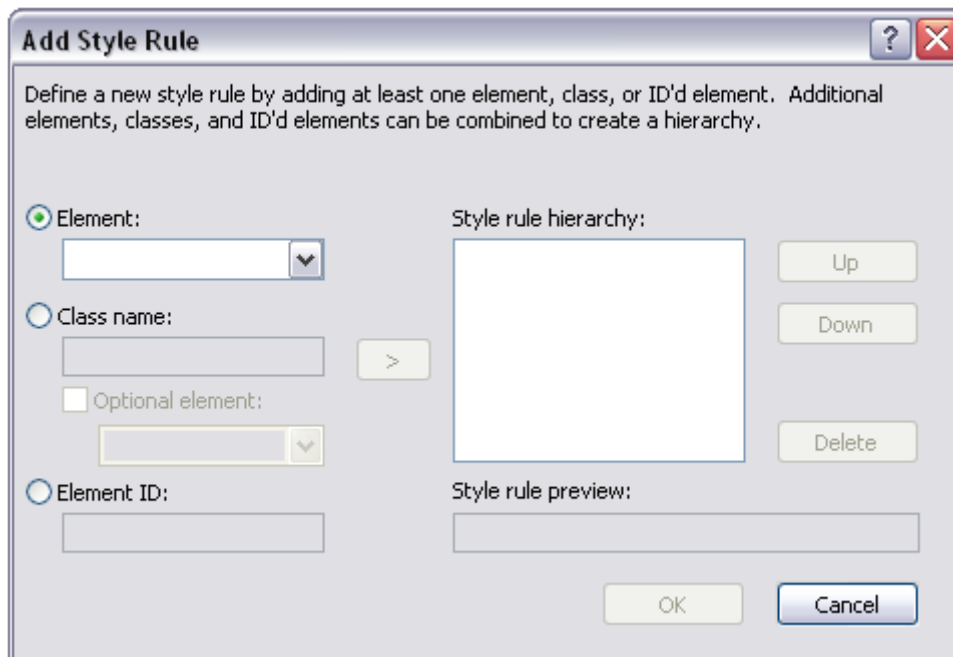 Add Style Rule
Define a new style rule by adding at least one element, class, or ID'd element.  Additional
elements, classes, and ID'd elements can be combined to create a hierarchy.
Element:
Style rule hierarchy:
Up
Class name:
Down
>
Optional element:
Delete
Element ID:
Style rule preview:
OK
Cancel